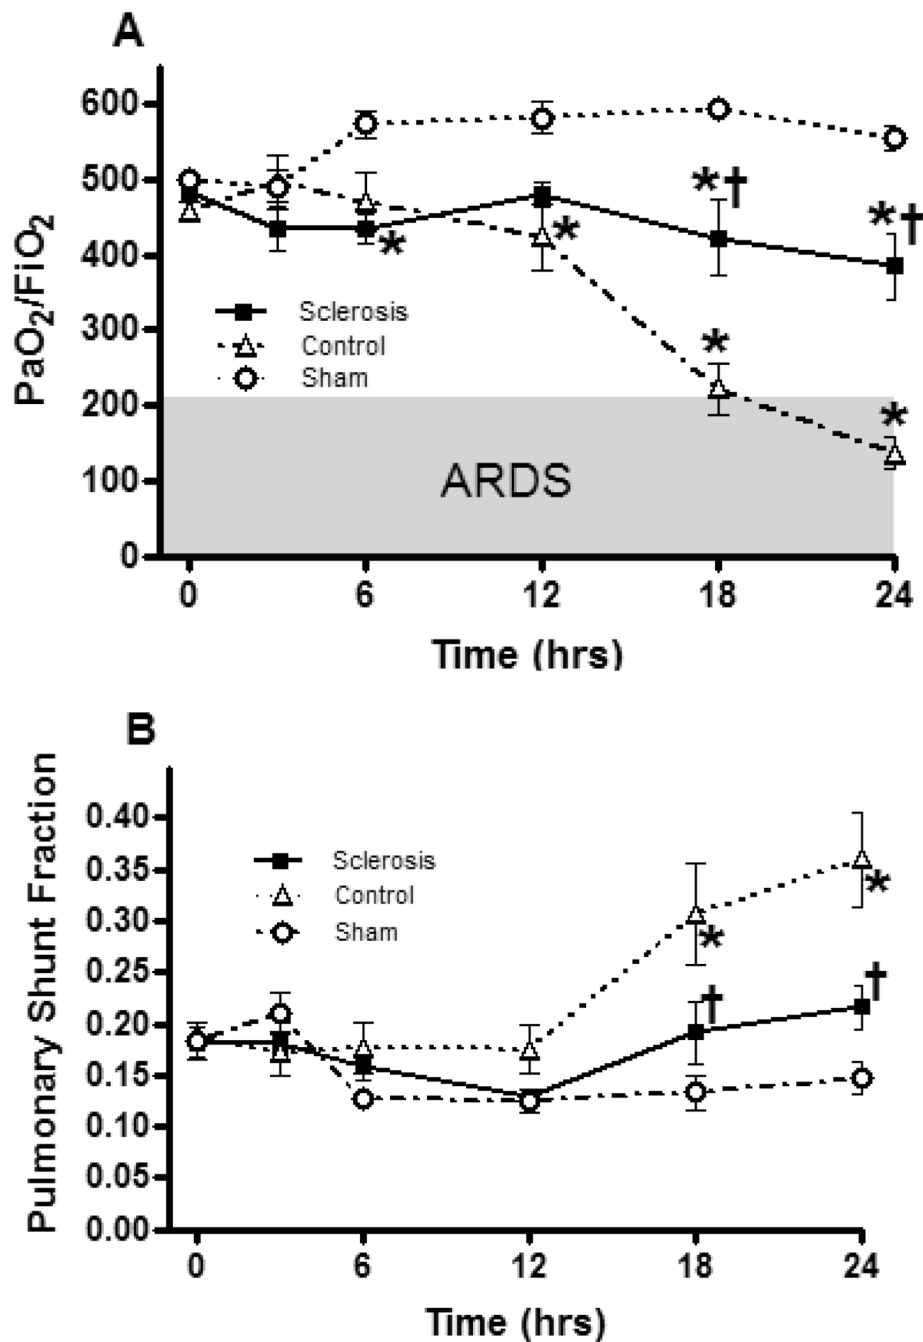 A
PaO2/FiO2
600
500
400
300
200
100
0
*
*
*†
*†
*
*
Sclerosis
Control
Sham
ARDS
0 6 12 18 24
Time (hrs)
B
Pulmonary Shunt Fraction
0.40
0.35
0.30
0.25
0.20
0.15
0.10
0.05
0.00
Sclerosis
Control
Sham
*
*
†
†
0 6 12 18 24
Time (hrs)